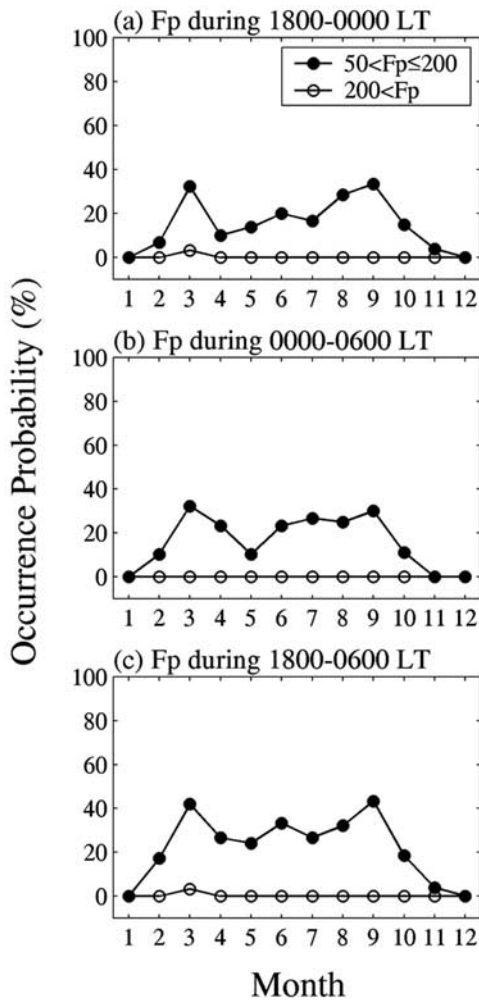 (a) Fp during 1800-0000 LT
100
80
60
40
20
0
50<Fp≤200
200<Fp
1 2 3 4 5 6 7 8 9 10 11 12
(b) Fp during 0000-0600 LT
100
80
60
40
20
0
1 2 3 4 5 6 7 8 9 10 11 12
(c) Fp during 1800-0600 LT
100
80
60
40
20
0
1 2 3 4 5 6 7 8 9 10 11 12
Occurrence Probability (%)
Month